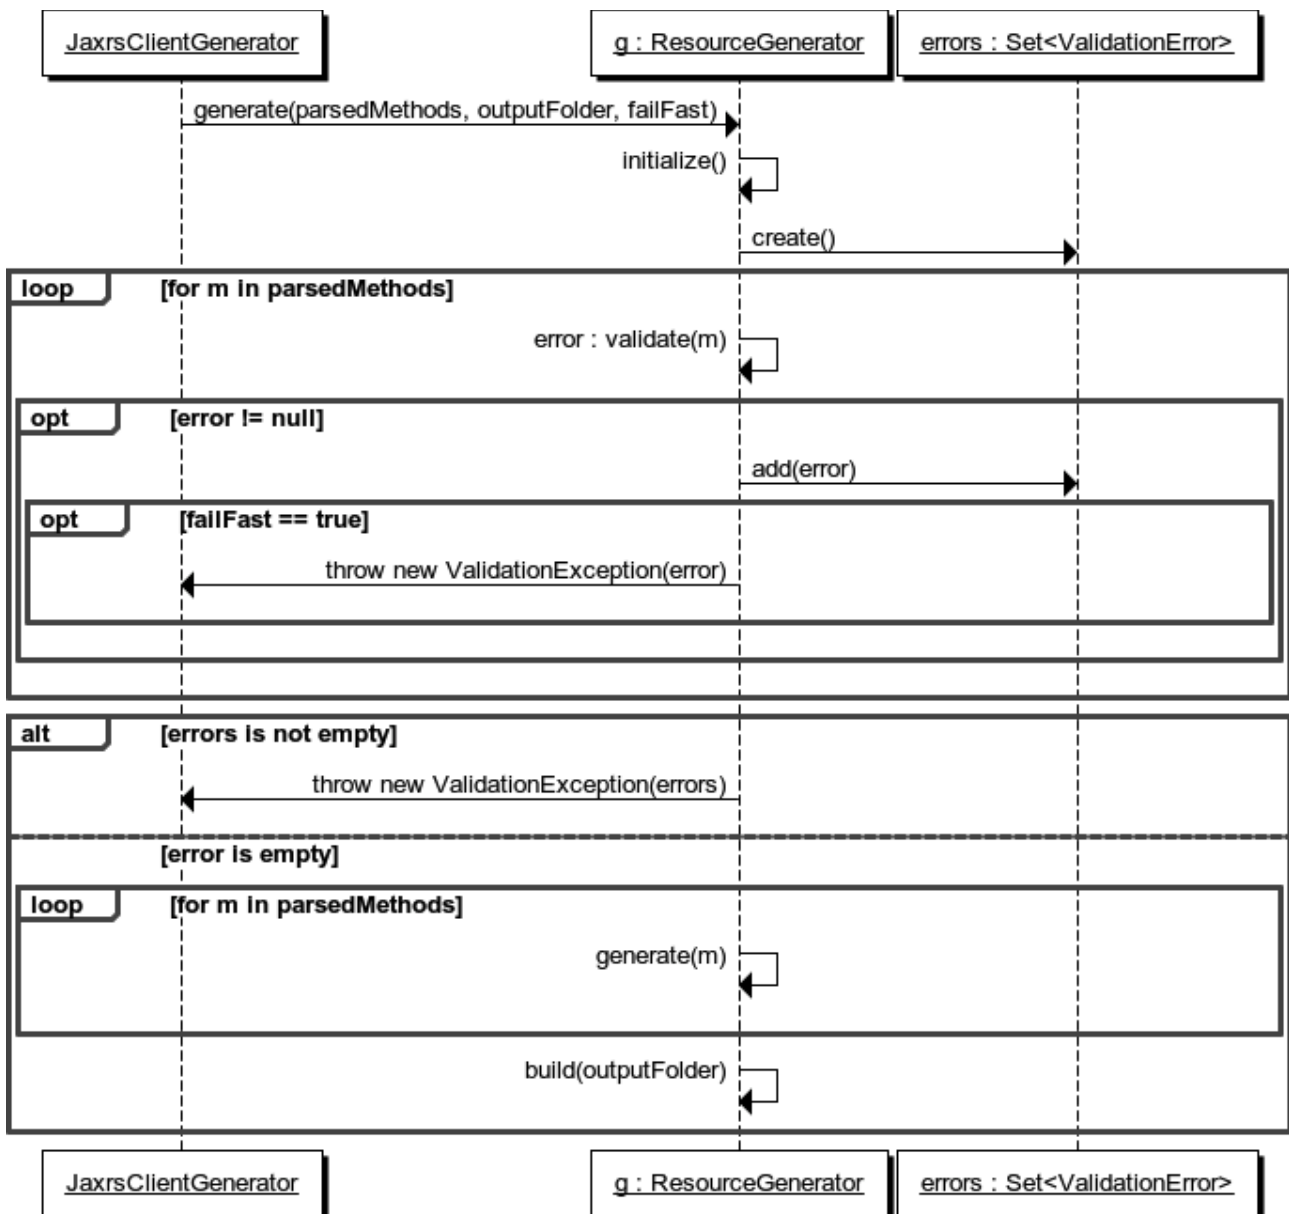 JaxrsClientGenerator
g : ResourceGenerator
errors : Set<ValidationError>
generate(parsedMethods, outputFolder, failFast)
initialize()
create()
loop [for m in parsedMethods]
error : validate(m)
opt [error != null]
add(error)
opt [failFast == true]
throw new ValidationException(error)
alt [errors is not empty]
throw new ValidationException(errors)
[error is empty]
loop [for m in parsedMethods]
generate(m)
build(outputFolder)
JaxrsClientGenerator
g : ResourceGenerator
errors : Set<ValidationError>